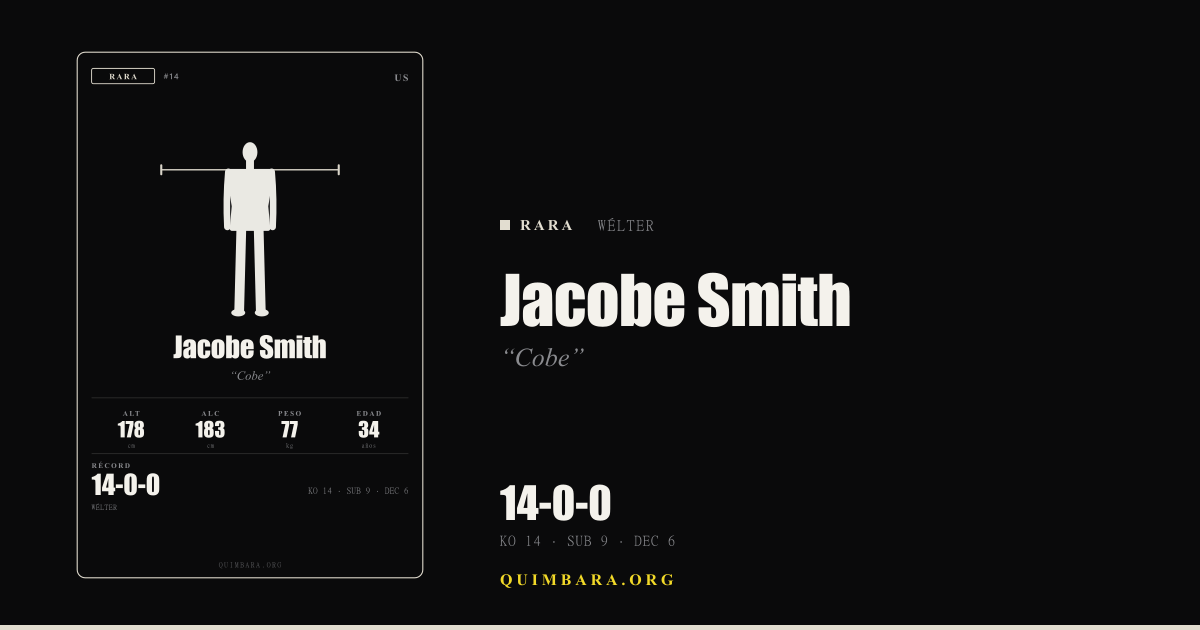 RARA #14 US
Jacobe Smith
“Cobe”
ALT ALC PESO EDAD
178 183 77 34
cm cm kg años
RÉCORD
14-0-0
KO 14 · SUB 9 · DEC 6
WÉLTER
QUIMBARA.ORG
RARA WÉLTER
Jacobe Smith
“Cobe”
14-0-0
KO 14 · SUB 9 · DEC 6
QUIMBARA.ORG